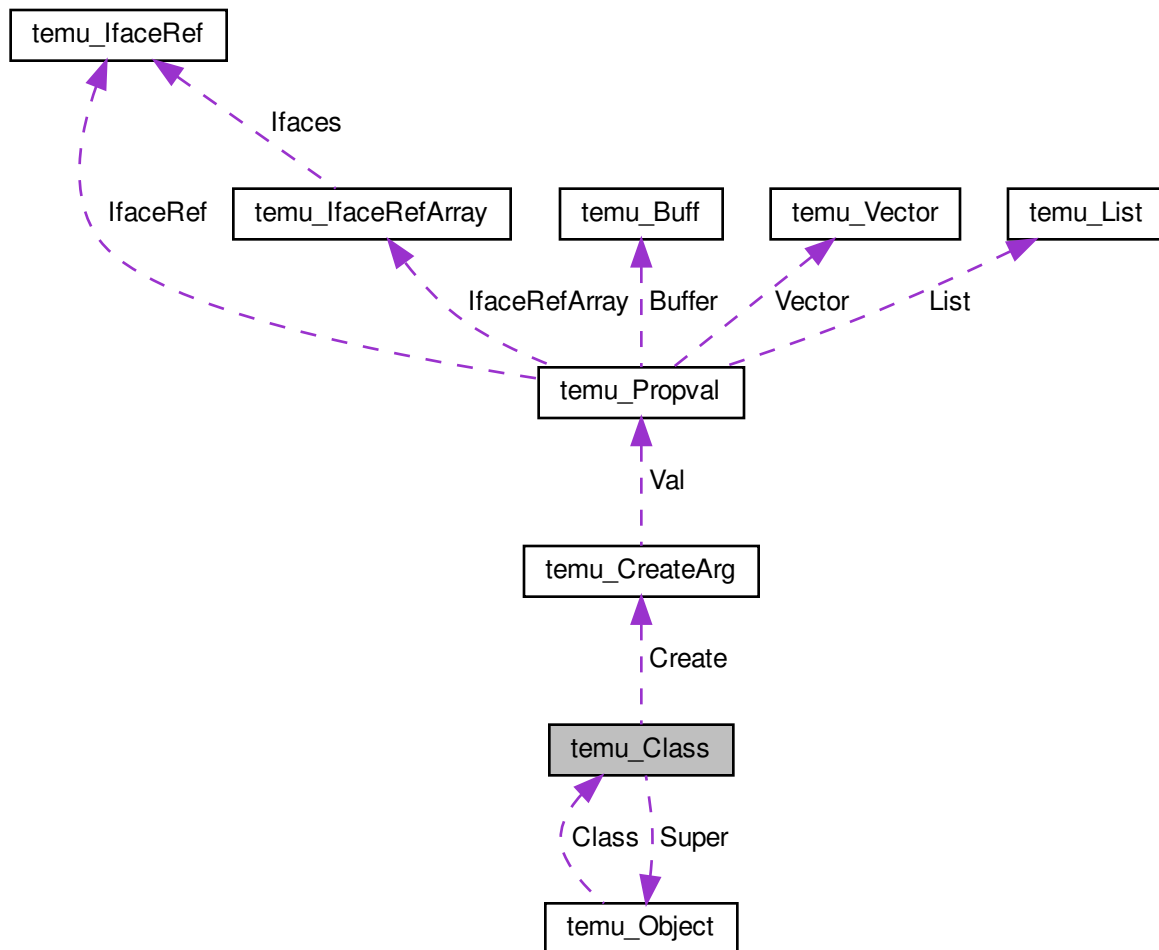 temu_IfaceRef
Ifaces
IfaceRef
temu_IfaceRefArray
temu_Buff
temu_Vector
temu_List
IfaceRefArray
Buffer
Vector
List
temu_Propval
Val
temu_CreateArg
Create
temu_Class
Class
Super
temu_Object